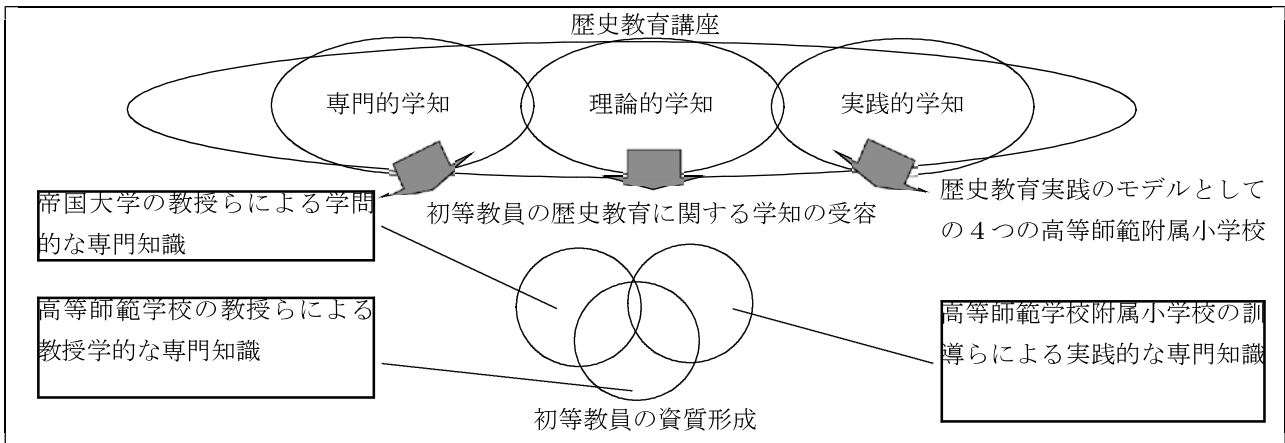 歴史教育講座
専門的学知
理論的学知
実践的学知
帝国大学の教授らによる学問
的な専門知識
初等教員の歴史教育に関する学知の受容
歴史教育実践のモデルとして
の４つの高等師範附属小学校
高等師範学校の教授らによる
教授学的な専門知識
高等師範学校附属小学校の訓
導らによる実践的な専門知識
初等教員の資質形成